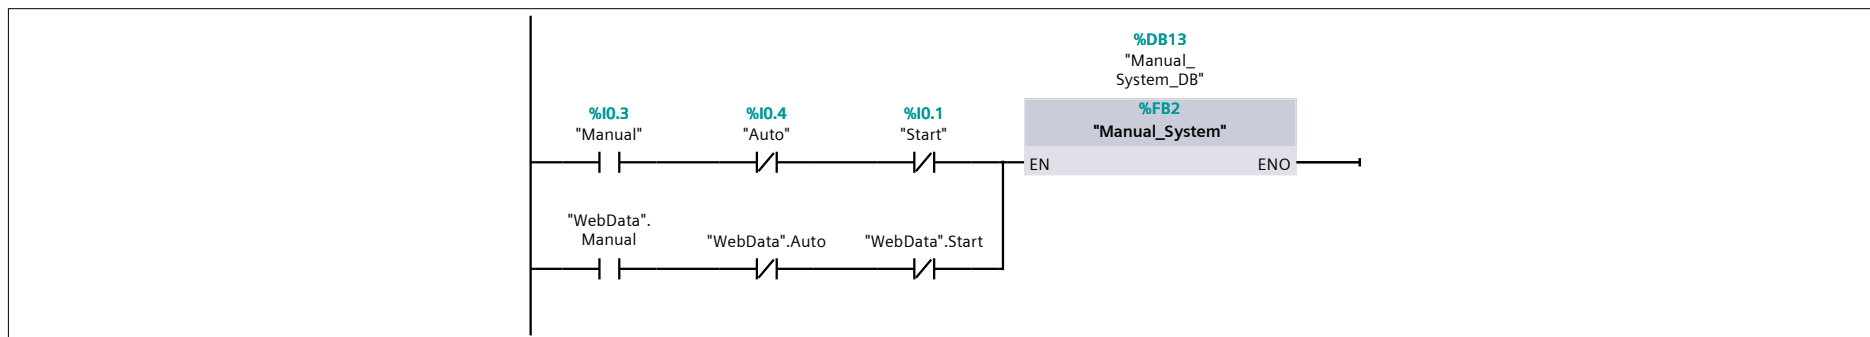 %DB13
"Manual_
System_DB"
%I0.3
%I0.4
%I0.1
%FB2
"Manual"
"Auto"
"Start"
"Manual_System"
EN
ENO
"WebData".
Manual
"WebData".Auto
"WebData".Start